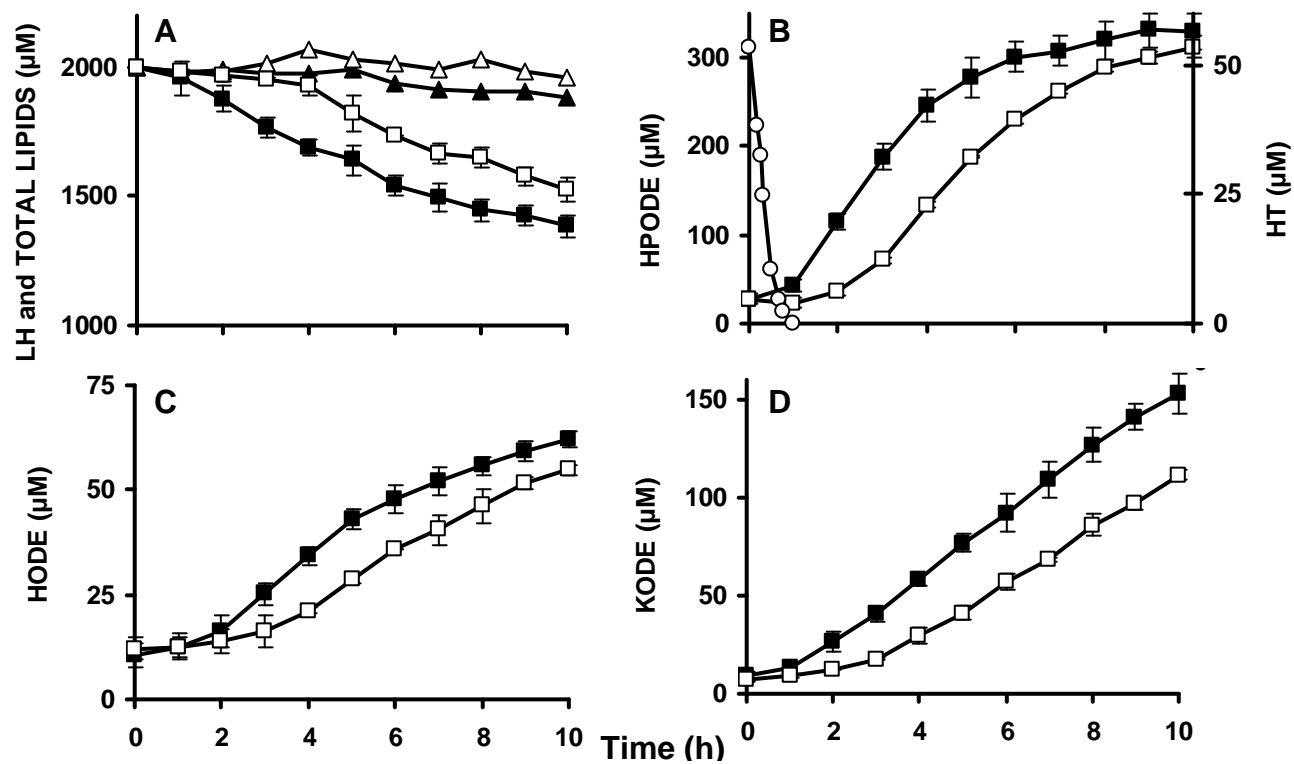 LH and TOTAL LIPIDS (µM)
A
2000
1500
1000
B
HPODE (µM)
300
200
100
0
HT (µM)
50
25
0
C
HODE (µM)
75
50
25
0
0 2 4 6 8 10
D
KODE (µM)
150
100
50
0
0 2 4 6 8 10
Time (h)